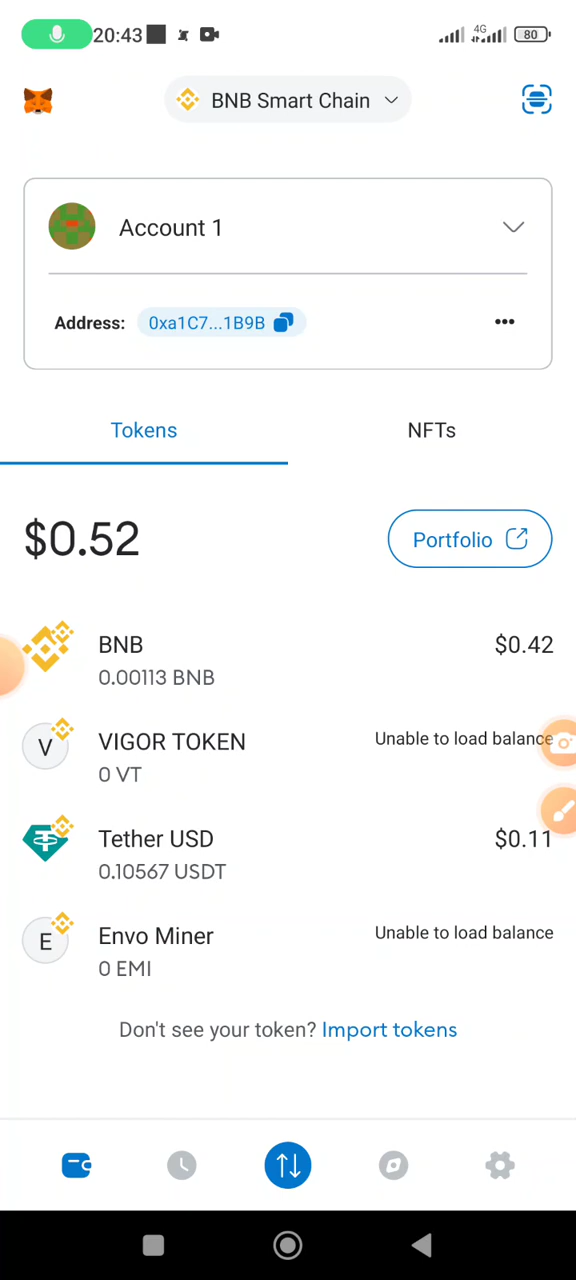 20:43 4G 80
BNB Smart Chain
Account 1
Address: 0xa1C7...1B9B
Tokens NFTs
$0.52 Portfolio
BNB $0.42
0.00113 BNB
V VIGOR TOKEN Unable to load balance
0 VT
Tether USD $0.11
0.10567 USDT
E Envo Miner Unable to load balance
0 EMI
Don't see your token? Import tokens